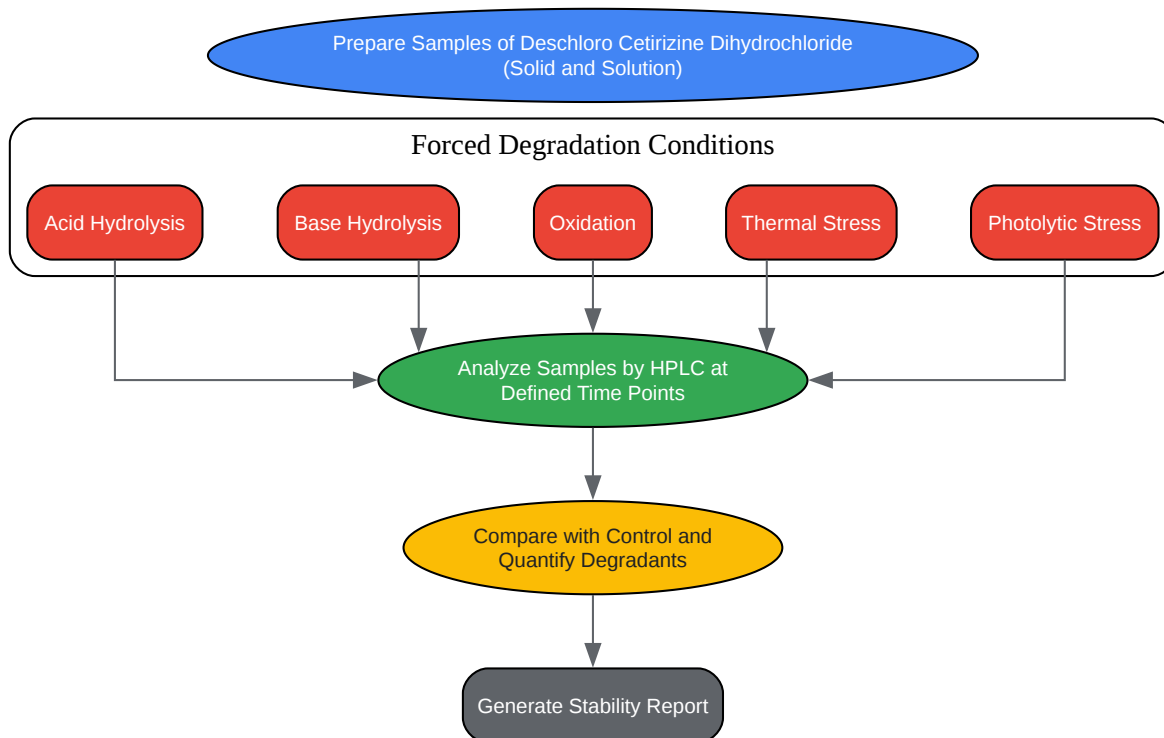 Prepare Samples of Deschloro Cetirizine Dihydrochloride
(Solid and Solution)
Forced Degradation Conditions
Acid Hydrolysis
Base Hydrolysis
Oxidation
Thermal Stress
Photolytic Stress
Analyze Samples by HPLC at
Defined Time Points
Compare with Control and
Quantify Degradants
Generate Stability Report